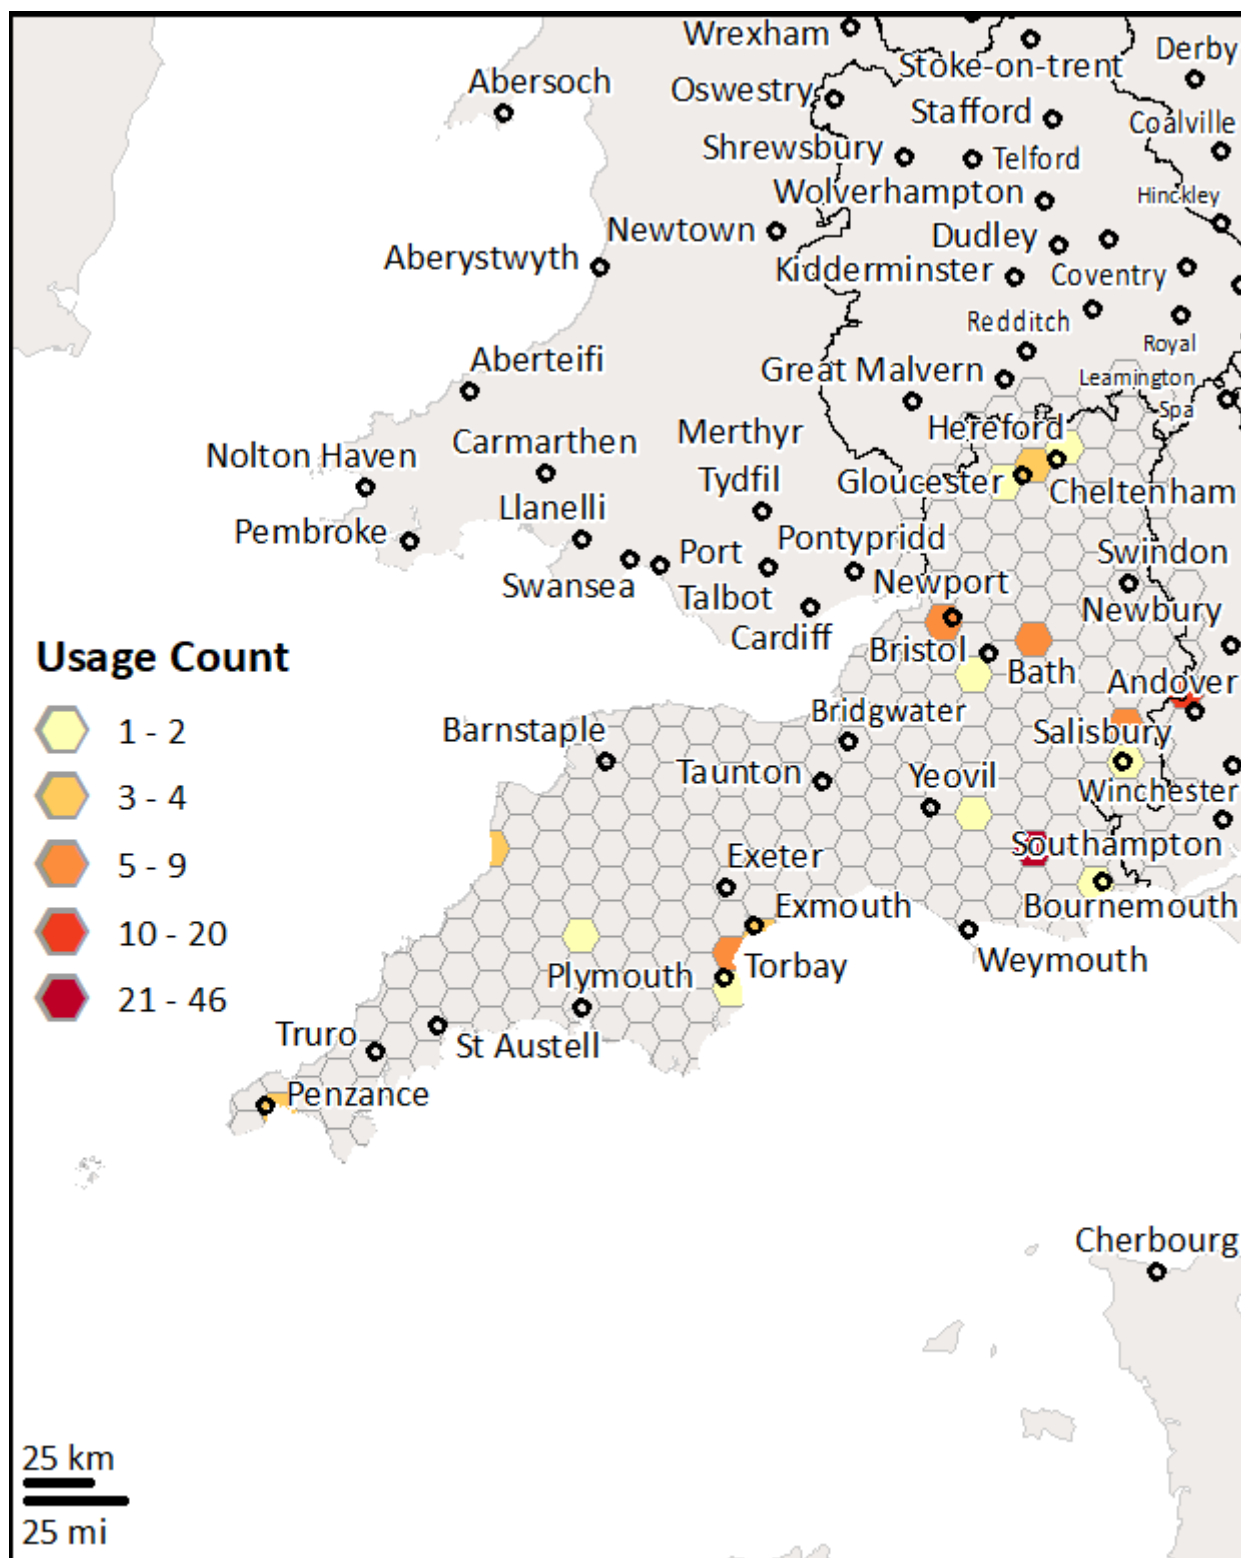 Wrexham
Stoke-on-trent
Derby
Abersoch
Oswestry
Stafford
Coalville
Shrewsbury
Telford
Wolverhampton
Hinckley
Newtown
Dudley
Aberystwyth
Kidderminster
Coventry
Redditch
Royal
Leamington
Spa
Aberteifi
Great Malvern
Nolton Haven
Carmarthen
Merthyr
Tydfil
Hereford
Gloucester
Cheltenham
Llanelli
Pembroke
Swansea
Port
Talbot
Pontypridd
Swindon
Newport
Newbury
Cardiff
Bristol
Bath
Andover
Usage Count
1 - 2
3 - 4
5 - 9
10 - 20
21 - 46
Barnstaple
Bridgwater
Salisbury
Taunton
Yeovil
Winchester
Southampton
Exeter
Exmouth
Bournemouth
Plymouth
Torbay
Weymouth
Truro
St Austell
Penzance
Cherbourg
25 km
25 mi